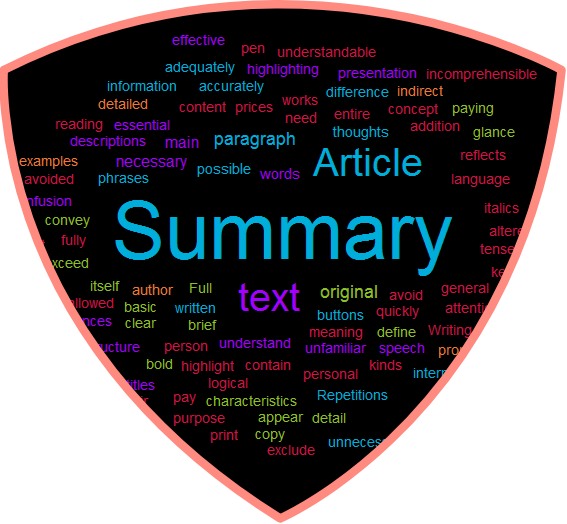 effective
pen understandable
adequately highlighting presentation incomprehensible
information accurately difference indirect
detailed content prices works concept paying
reading essential need entire addition glance
descriptions main paragraph thoughts
examples necessary possible words Article reflects
avoided phrases language
nfusion Summary italics
convey altere
fully tense
xceed ke
itself author Full text original avoid general
llowed basic written buttons quickly attenti
nces clear brief meaning define Writing
ructure person understand unfamiliar speech pro
bold highlight contain personal kinds intern
titles logical
pay characteristics Repetitions
purpose appear detail
print copy unneces
exclude